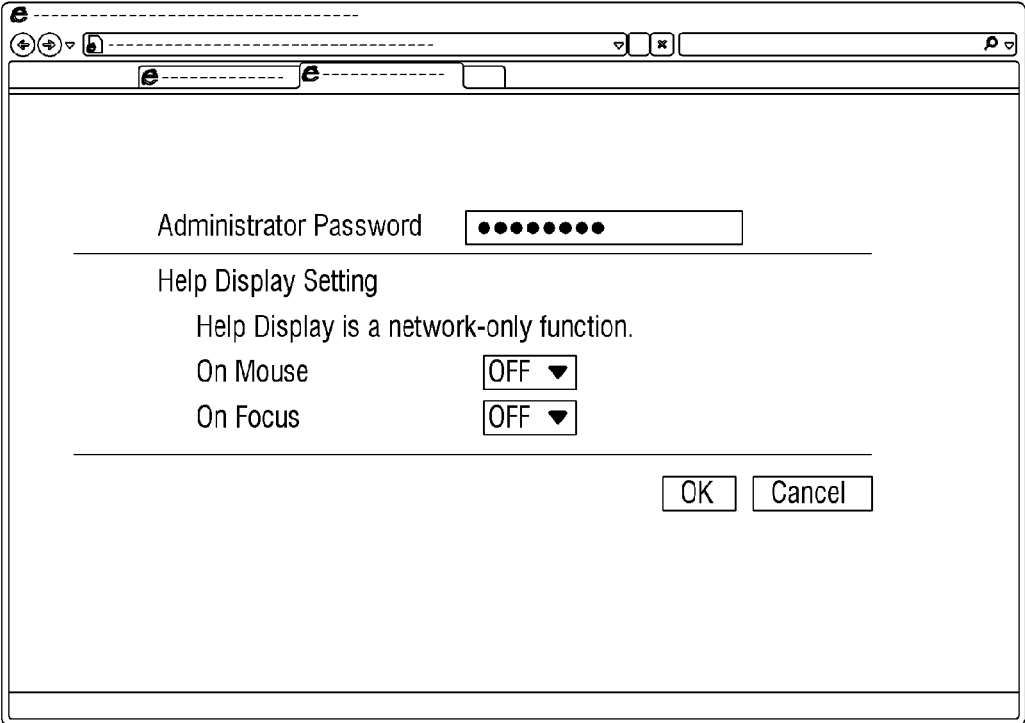 e
e e
Administrator Password ●●●●●●●●
Help Display Setting
Help Display is a network-only function.
On Mouse OFF ▼
On Focus OFF ▼
OK Cancel